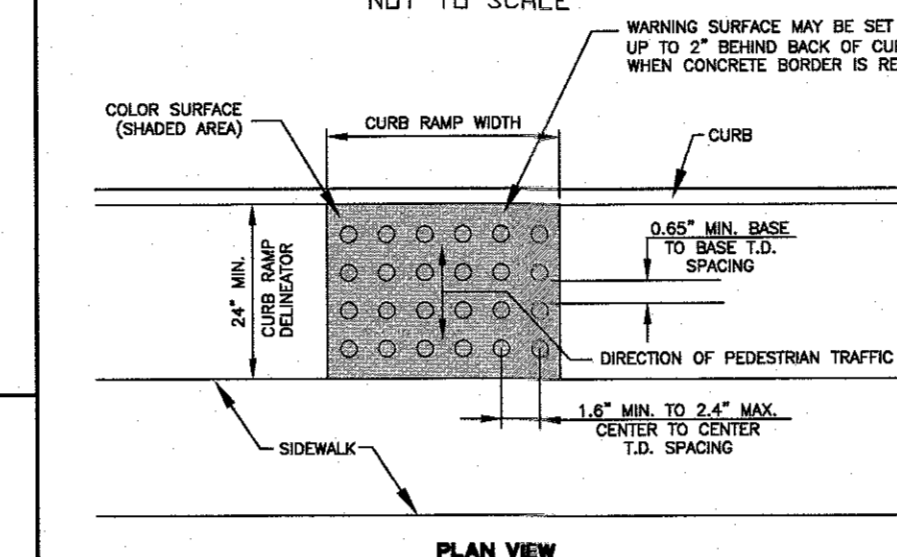 NOT TO SCALE
WARNING SURFACE MAY BE SET
UP TO 2" BEHIND BACK OF
WHEN CONCRETE BORDER IS
COLOR SURFACE
(SHADED AREA)
CURB RAMP WIDTH
CURB
24" MIN.
CURB RAMP
DELINEATOR
0.65" MIN. BASE
TO BASE T.D.
SPACING
DIRECTION OF PEDESTRIAN TRAFFIC
1.6" MIN. TO 2.4" MAX.
CENTER TO CENTER
T.D. SPACING
SIDEWALK
PLAN VIEW